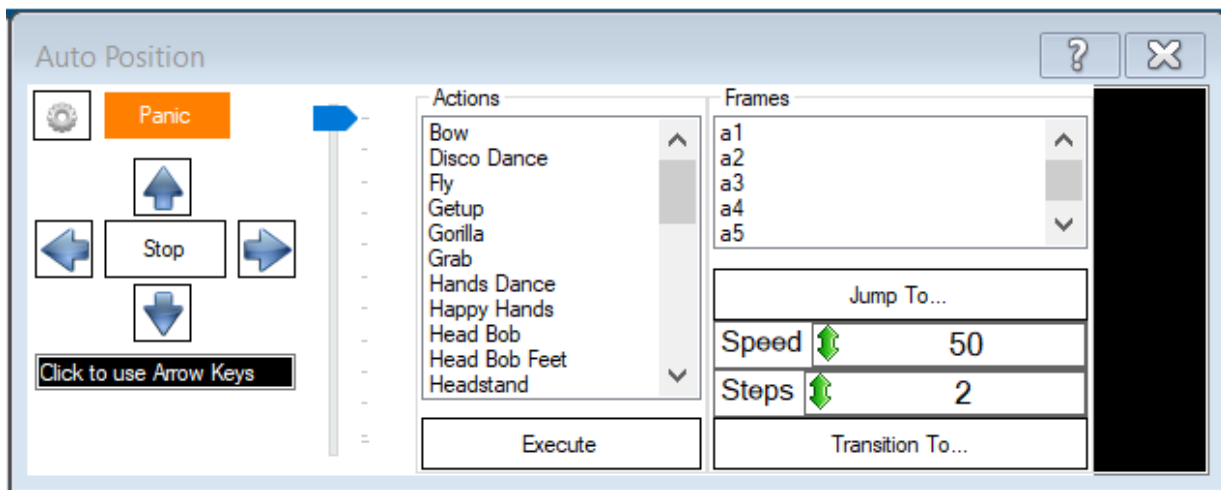 Auto Position
Panic
Stop
Click to use Arrow Keys
Actions
Bow
Disco Dance
Fly
Getup
Gorilla
Grab
Hands Dance
Happy Hands
Head Bob
Head Bob Feet
Headstand
Execute
Frames
a1
a2
a3
a4
a5
Jump To...
Speed 50
Steps 2
Transition To...